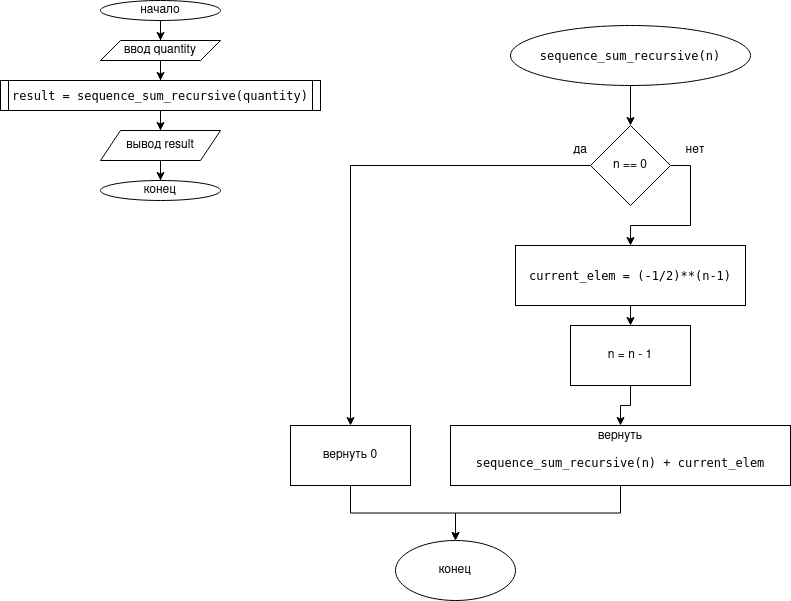 начало
ввод quantity
result = sequence_sum_recursive(quantity)
вывод result
конец
sequence_sum_recursive(n)
да
нет
n == 0
current_elem = (-1/2)**(n-1)
n = n - 1
вернуть 0
вернуть
sequence_sum_recursive(n) + current_elem
конец